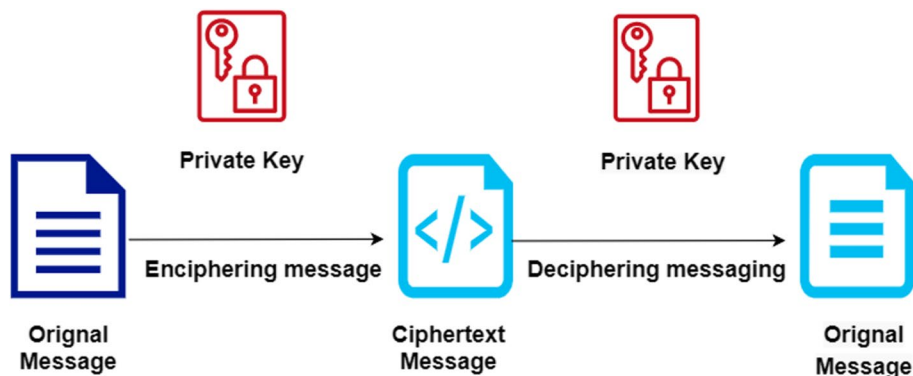 Private Key
Private Key
Enciphering message
</>
Deciphering messaging
Orignal
Message
Ciphertext
Message
Orignal
Message